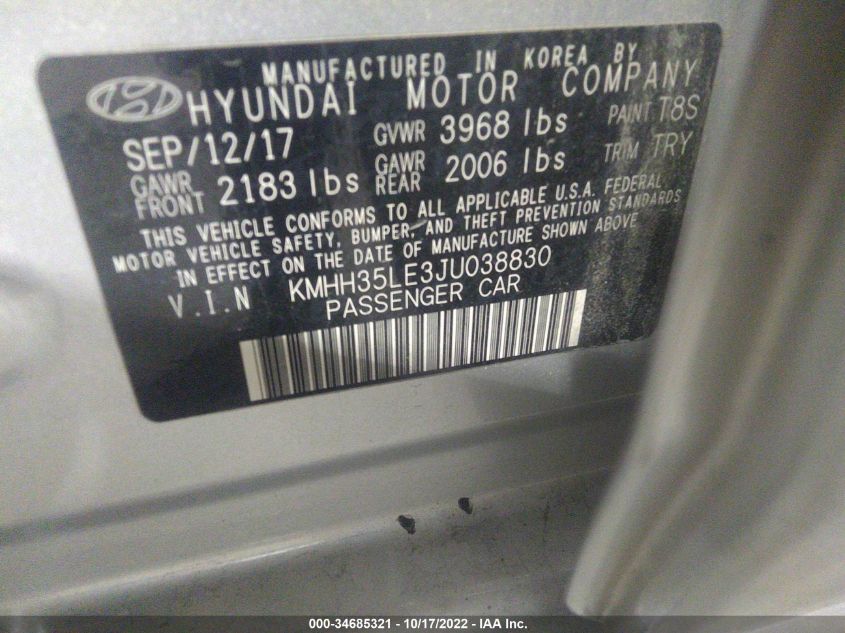 MANUFACTURED IN KOREA BY
HYUNDAI MOTOR COMPANY
SEP/12/17 GVWR 3968 lbs PAINT T8S
GAWR FRONT 2183 lbs GAWR REAR 2006 lbs TRIM TRY
THIS VEHICLE CONFORMS TO ALL APPLICABLE U.S.A. FEDERAL
MOTOR VEHICLE SAFETY, BUMPER, AND THEFT PREVENTION STANDARDS
IN EFFECT ON THE DATE OF MANUFACTURE SHOWN ABOVE
V.I.N KMHH35LE3JU038830
PASSENGER CAR
000-34685321 - 10/17/2022 - IAA Inc.